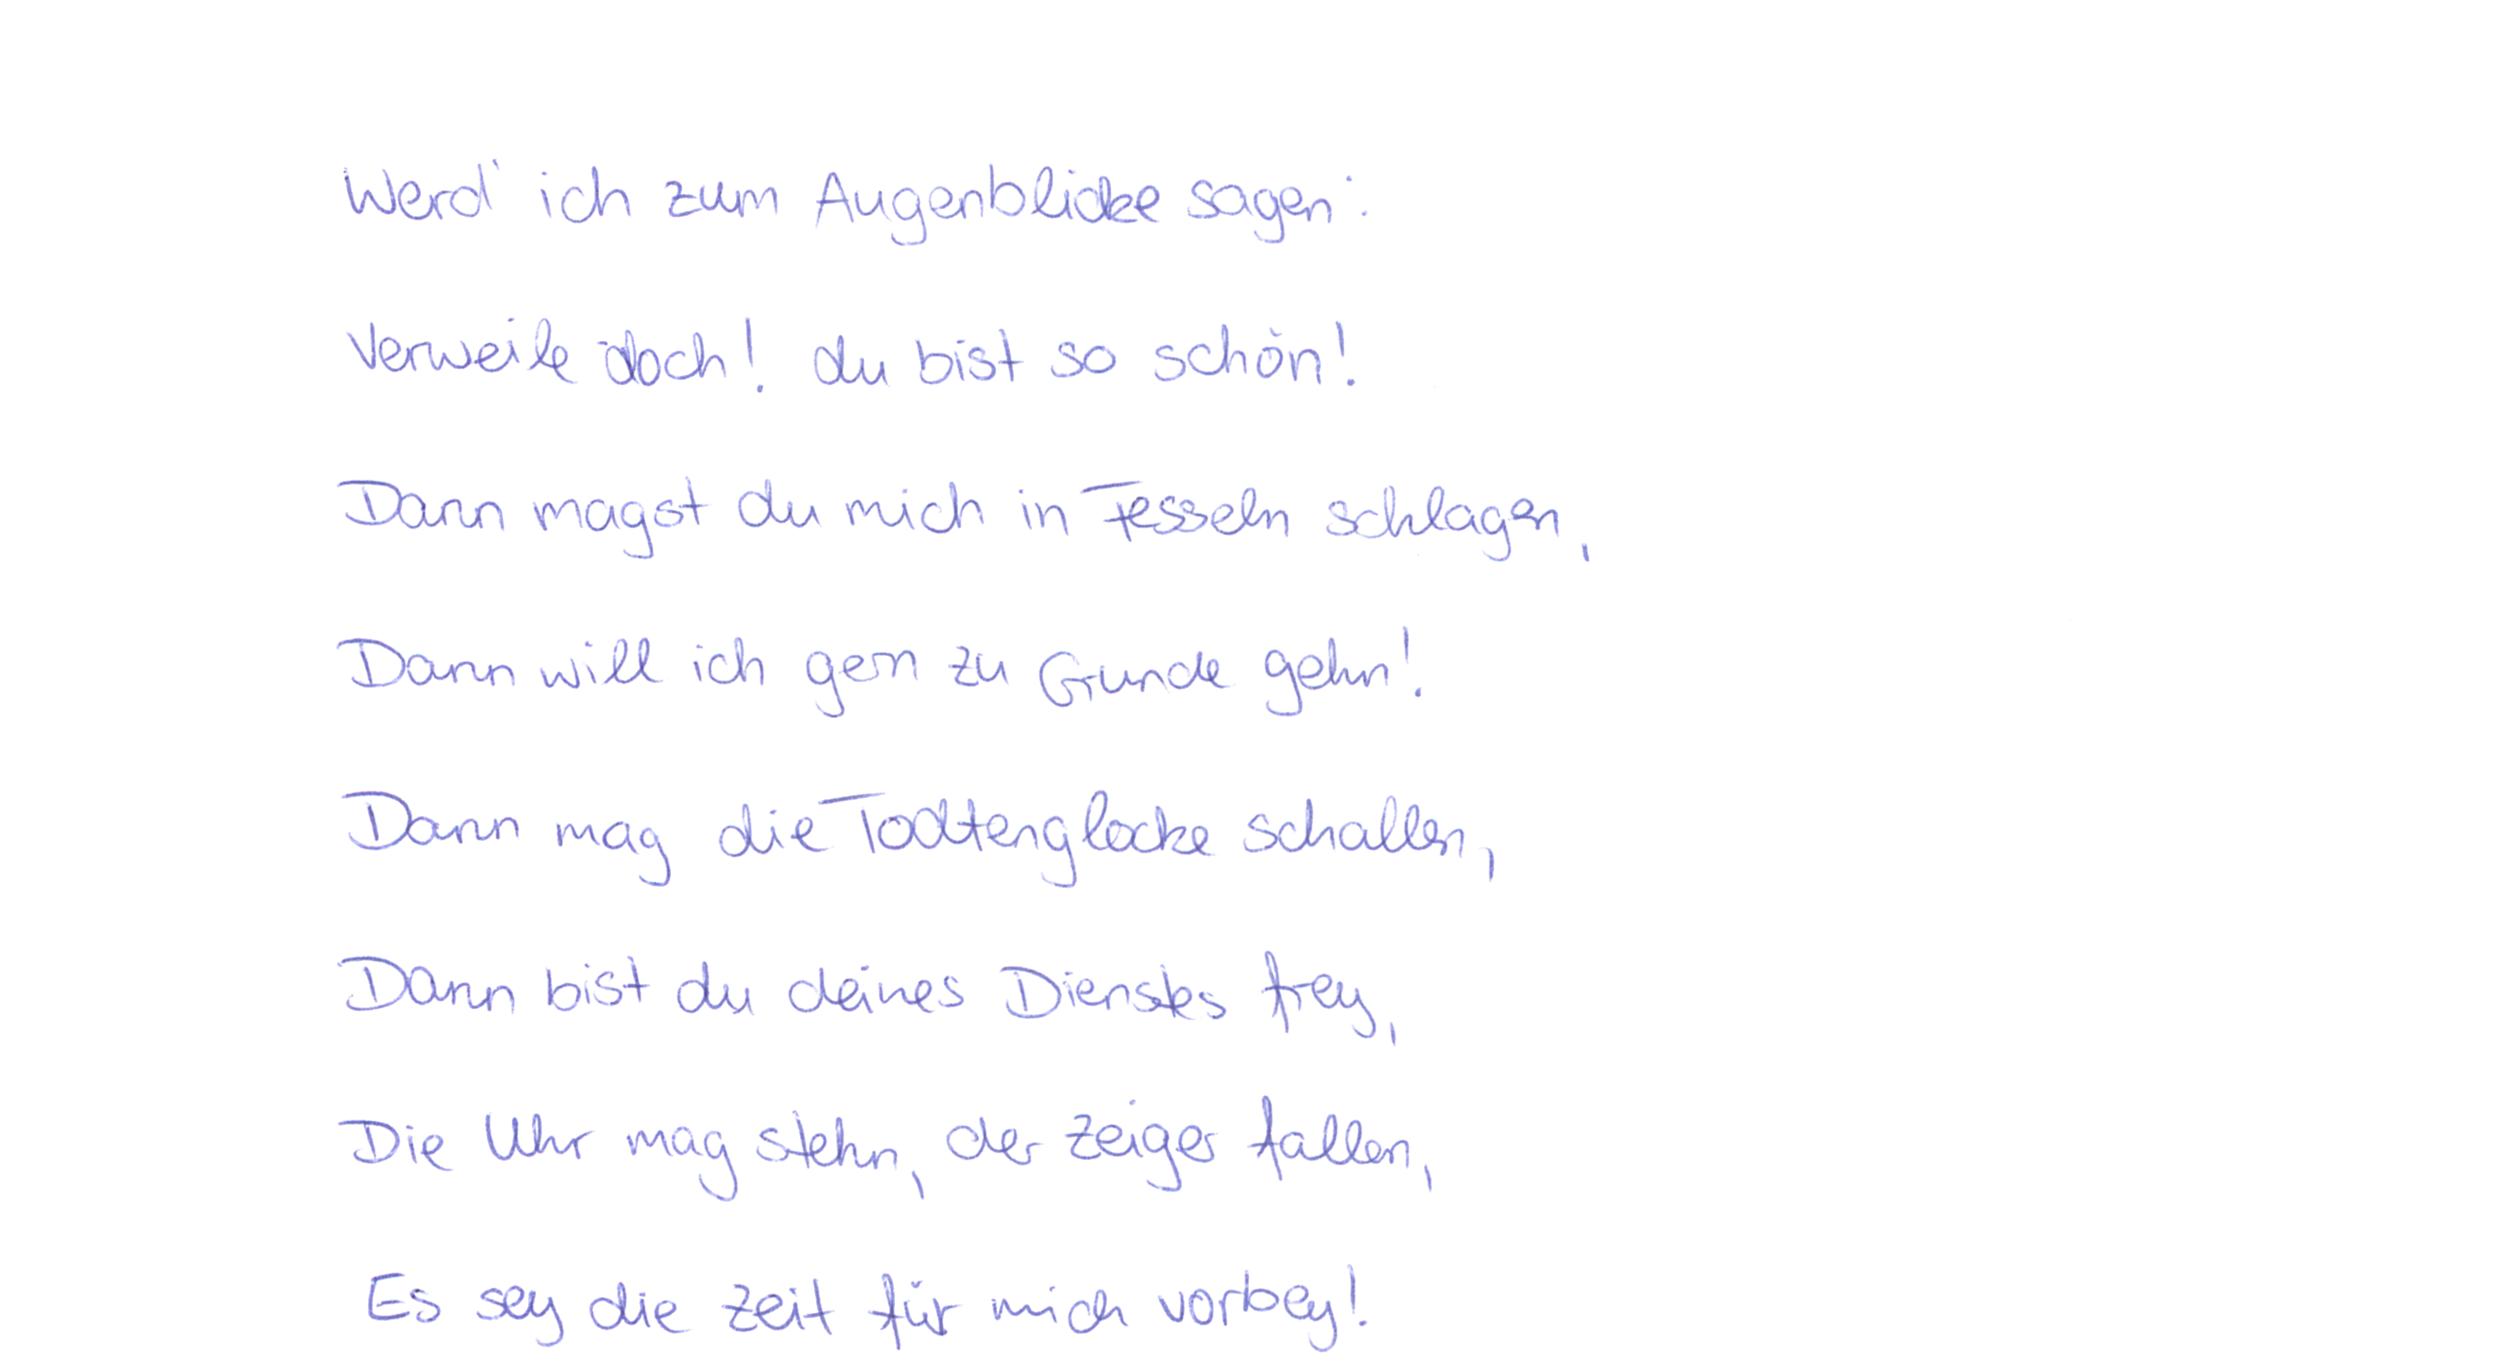 Werd' ich zum Augenblicke sagen:
Verweile doch! du bist so schön!
Dann magst du mich in Fesseln schlagen,
Dann will ich gern zu Grunde gehn!
Dann mag die Todtenglocke schallen,
Dann bist du deines Dienstes frey,
Die Uhr mag stehn, der Zeiger fallen,
Es sey die Zeit für mich vorbey!